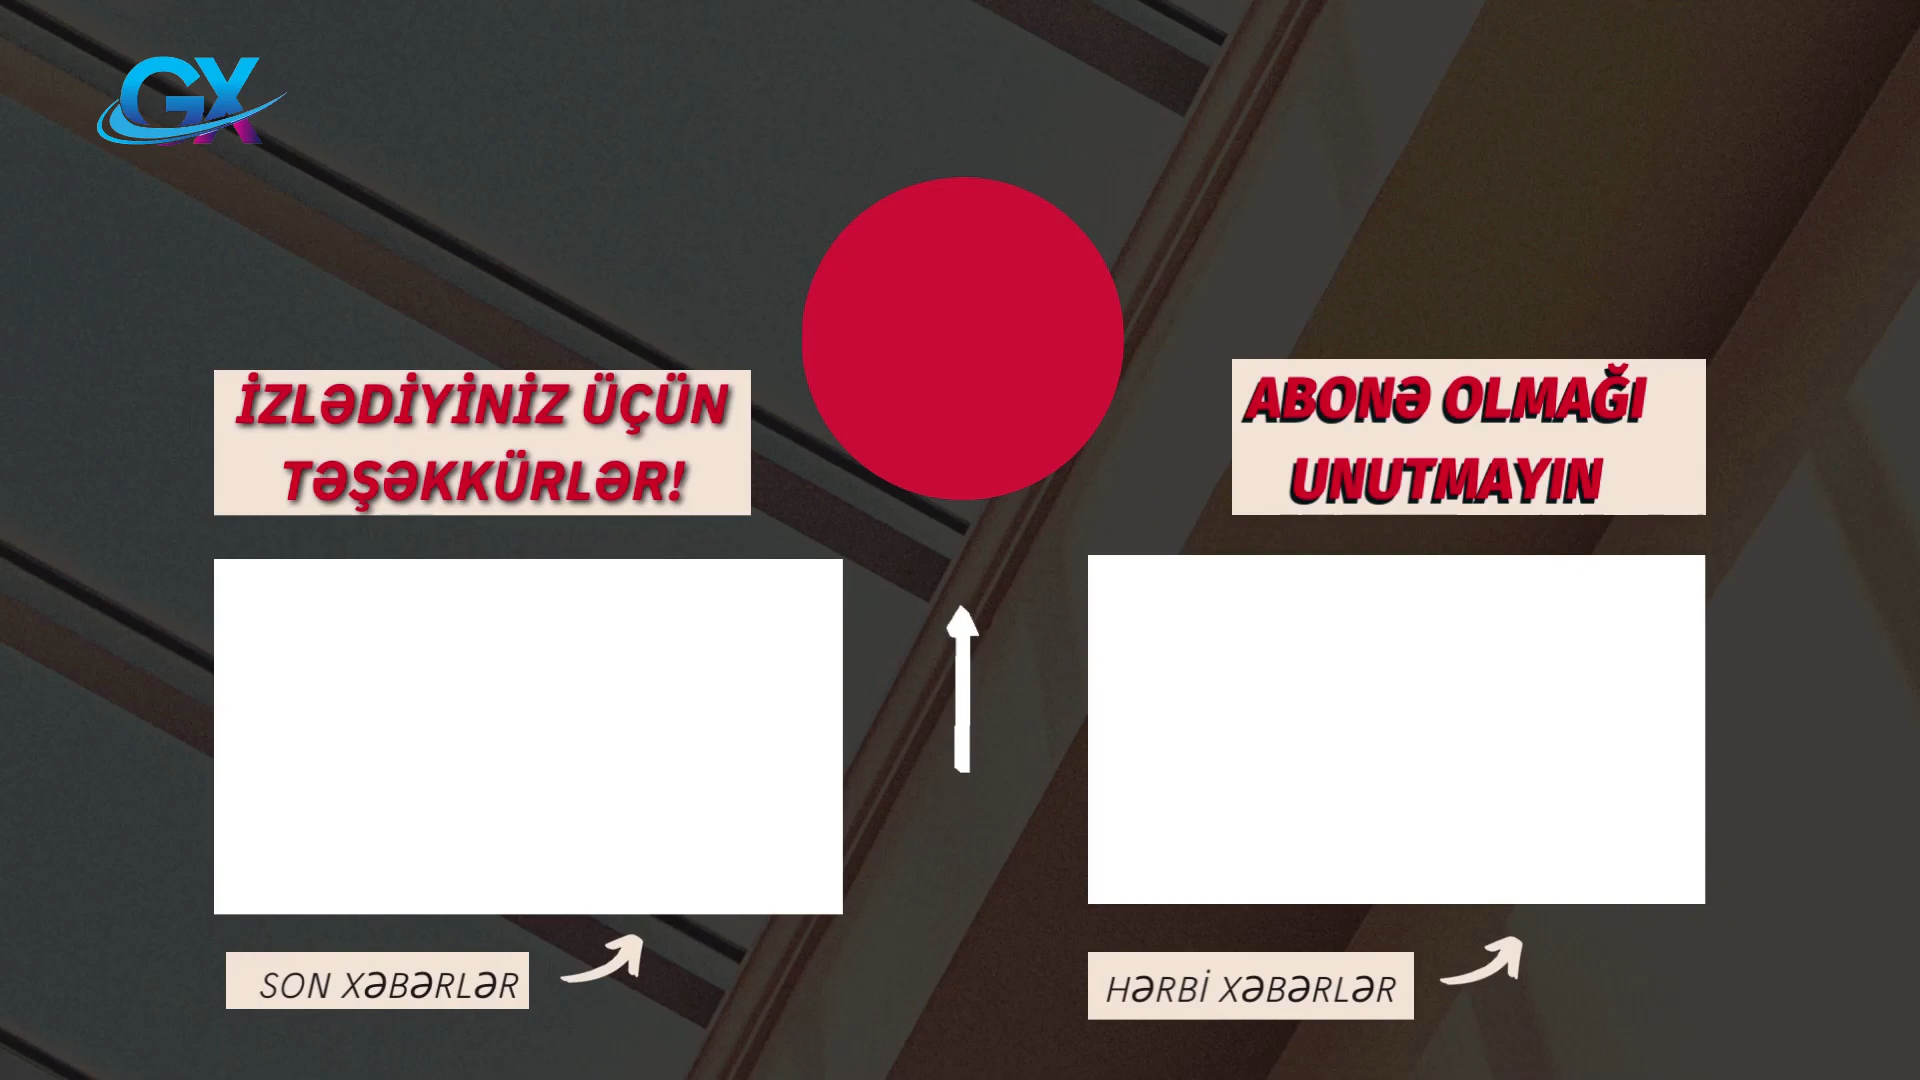 GX
İZLƏDİYİNİZ ÜÇÜN
TƏŞƏKKÜRLƏR!
ABONƏ OLMAĞI
UNUTMAYIN
SON XƏBƏRLƏR
HƏRBİ XƏBƏRLƏR